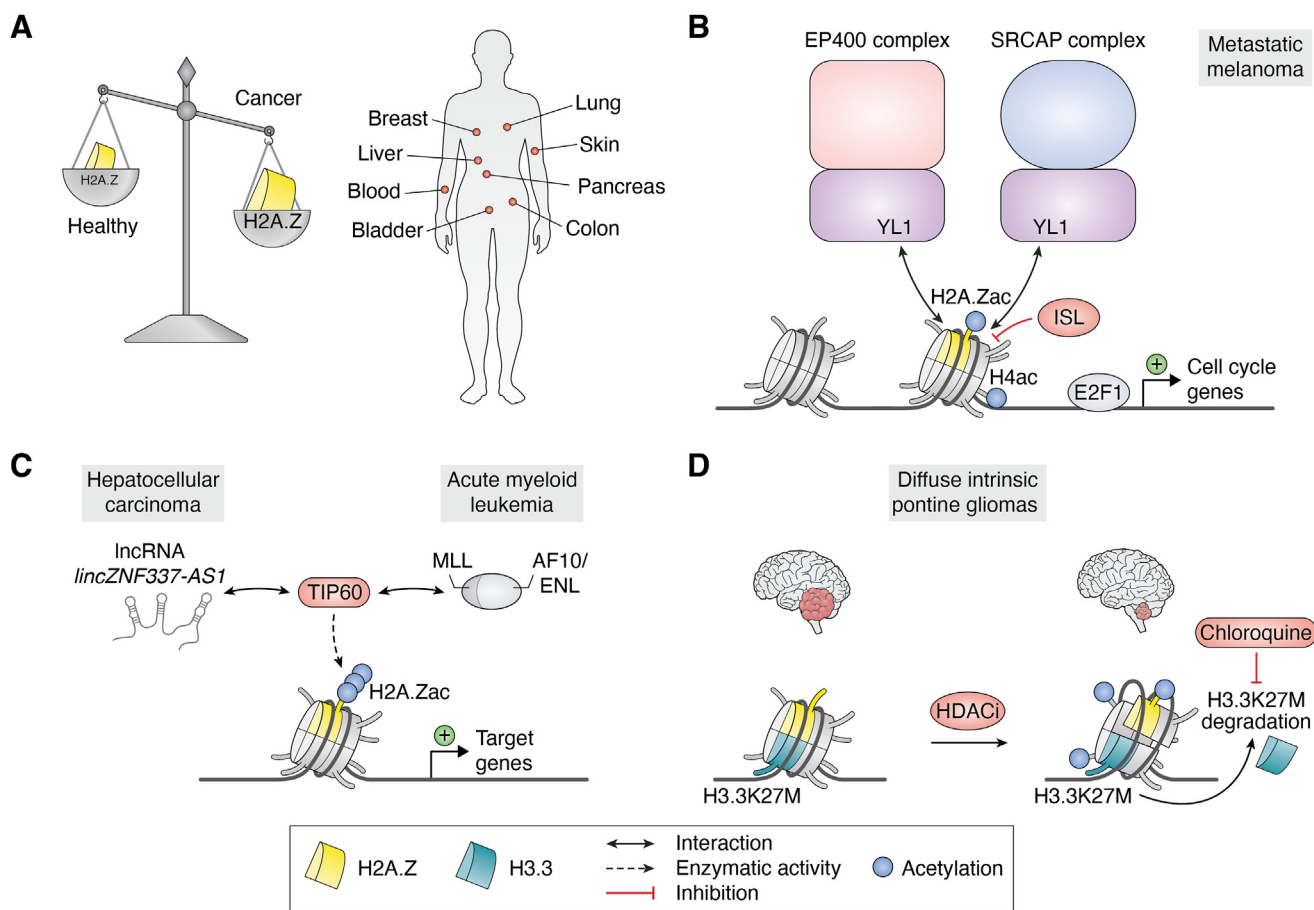 A
Cancer
H2A.Z
H2A.Z
Healthy
Breast
Liver
Blood
Bladder
Lung
Skin
Pancreas
Colon
B
EP400 complex
SRCAP complex
Metastatic
melanoma
YL1
YL1
H2A.Zac
ISL
H4ac
E2F1
+
Cell cycle
genes
C
Hepatocellular
carcinoma
Acute myeloid
leukemia
lncRNA
lincZNF337-AS1
TIP60
MLL
AF10/
ENL
H2A.Zac
+
Target
genes
D
Diffuse intrinsic
pontine gliomas
Chloroquine
HDACi
H3.3K27M
degradation
H3.3K27M
H3.3K27M
H2A.Z
H3.3
Interaction
Enzymatic activity
Inhibition
Acetylation